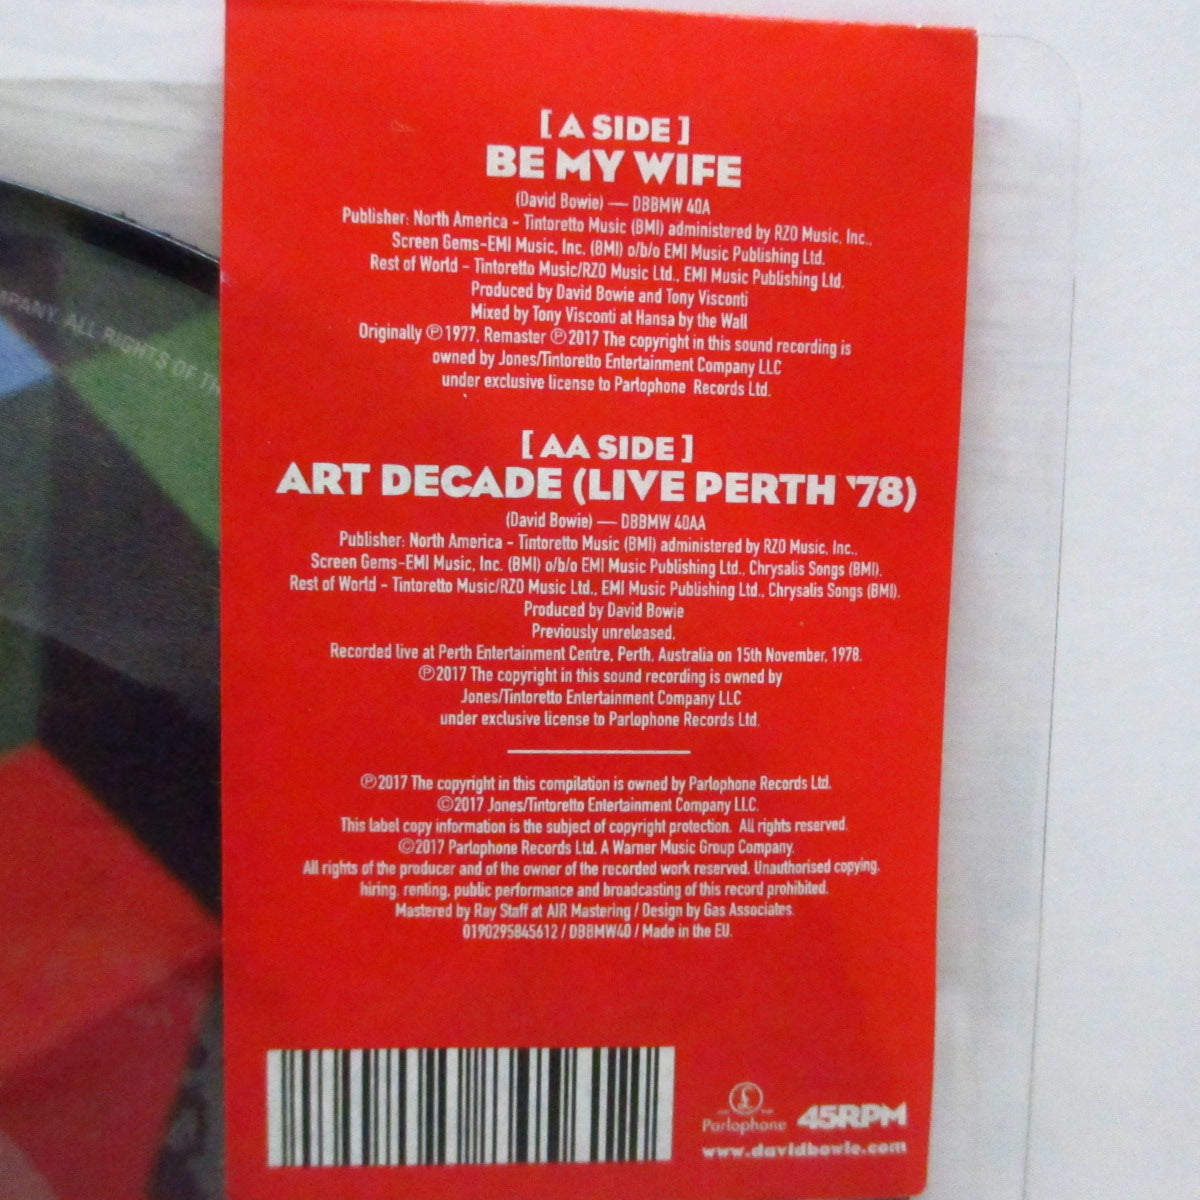 [ A SIDE ]
BE MY WIFE
(David Bowie) — DBBMW 40A
Publisher: North America - Tintoretto Music (BMI) administered by RZO Music, Inc.,
Screen Gems-EMI Music, Inc. (BMI) o/b/o EMI Music Publishing Ltd.
Rest of World - Tintoretto Music/RZO Music Ltd., EMI Music Publishing Ltd.
Produced by David Bowie and Tony Visconti
Mixed by Tony Visconti at Hansa by the Wall
Originally ℗1977, Remaster ℗2017 The copyright in this sound recording is
owned by Jones/Tintoretto Entertainment Company LLC
under exclusive license to Parlophone Records Ltd.
[ AA SIDE ]
ART DECADE (LIVE PERTH '78)
(David Bowie) — DBBMW 40AA
Publisher: North America - Tintoretto Music (BMI) administered by RZO Music, Inc.,
Screen Gems-EMI Music, Inc. (BMI) o/b/o EMI Music Publishing Ltd., Chrysalis Songs (BMI).
Rest of World - Tintoretto Music/RZO Music Ltd., EMI Music Publishing Ltd., Chrysalis Songs (BMI).
Produced by David Bowie
Previously unreleased.
Recorded live at Perth Entertainment Centre, Perth, Australia on 15th November, 1978.
℗2017 The copyright in this sound recording is owned by
Jones/Tintoretto Entertainment Company LLC
under exclusive license to Parlophone Records Ltd.
℗2017 The copyright in this compilation is owned by Parlophone Records Ltd.
©2017 Jones/Tintoretto Entertainment Company LLC.
This label copy information is the subject of copyright protection. All rights reserved.
©2017 Parlophone Records Ltd. A Warner Music Group Company.
All rights of the producer and of the owner of the recorded work reserved. Unauthorised copying,
hiring, renting, public performance and broadcasting of this record prohibited.
Mastered by Ray Staff at AIR Mastering / Design by Gas Associates.
0190295845612 / DBBMW40 / Made in the EU.
£
Parlophone
45RPM
www.davidbowie.com
ALL RIGHTS OF